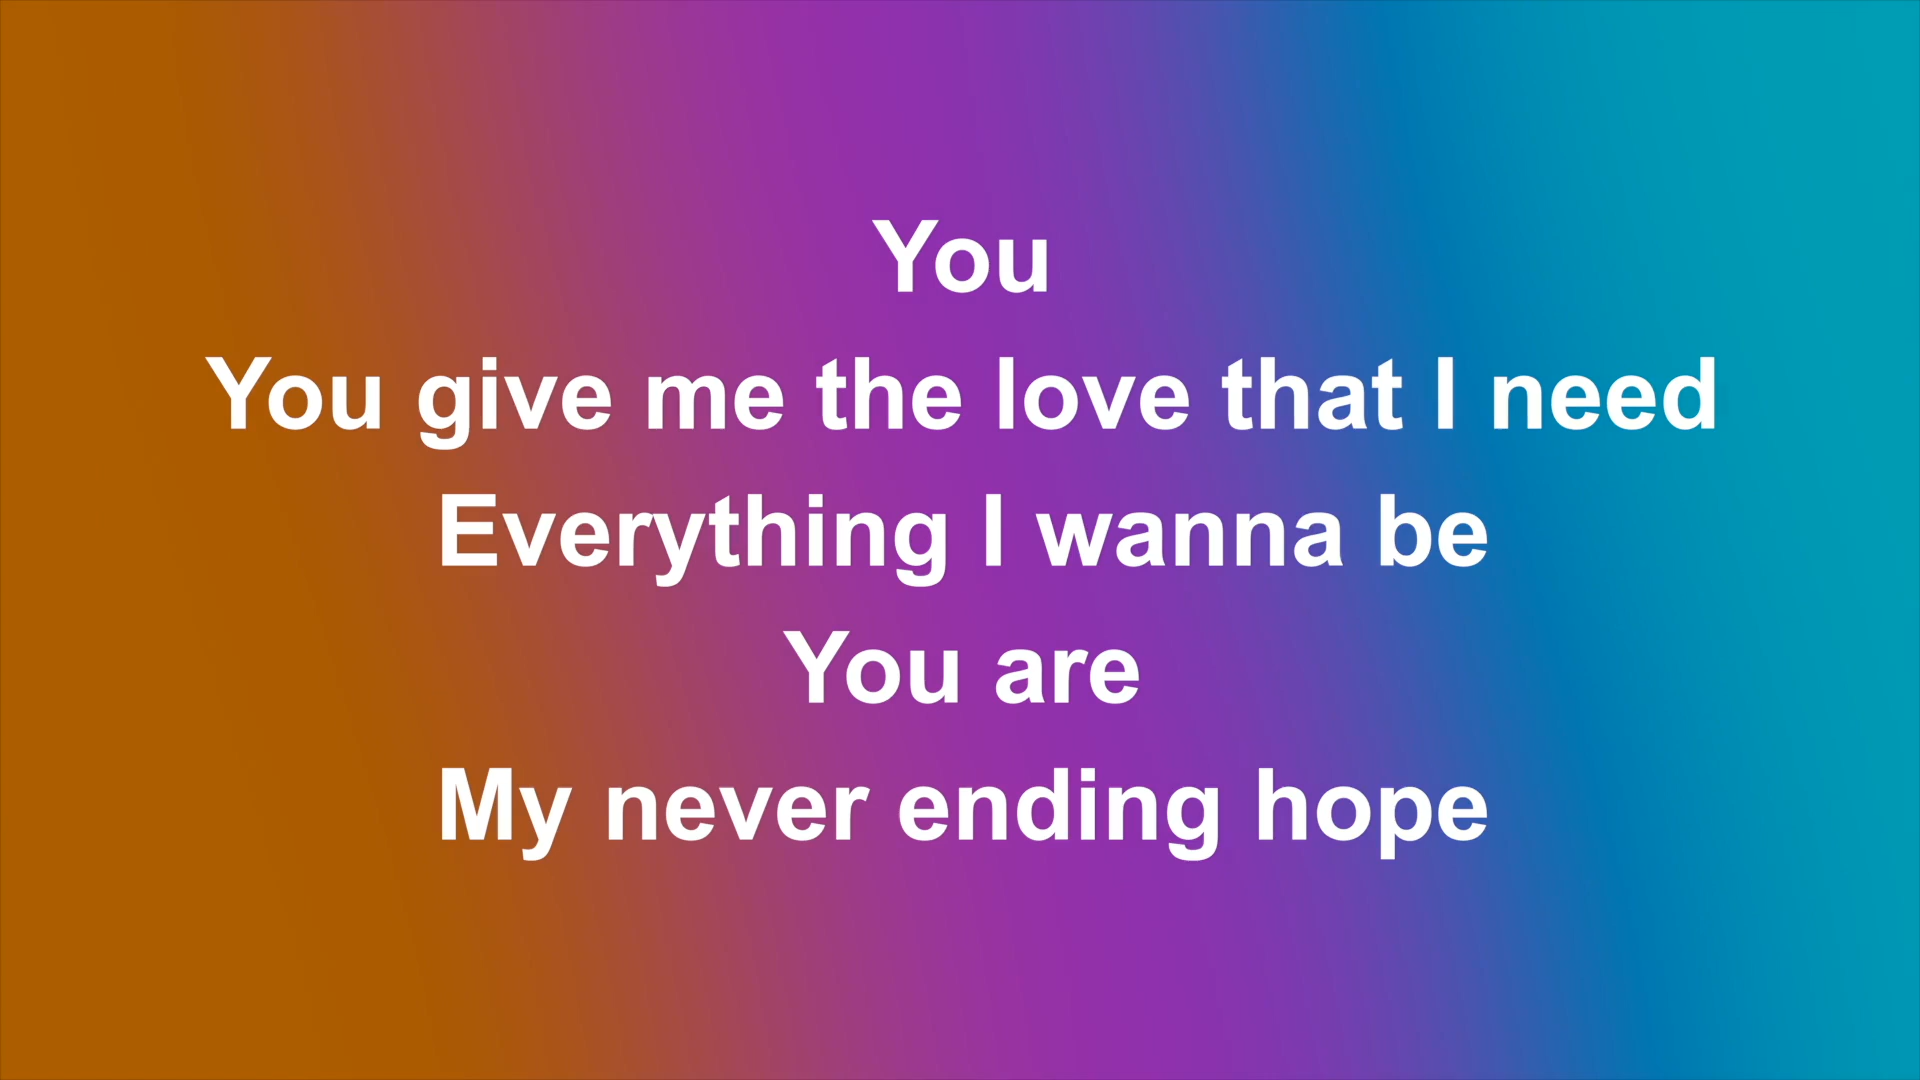 You
You give me the love that I need
Everything I wanna be
You are
My never ending hope